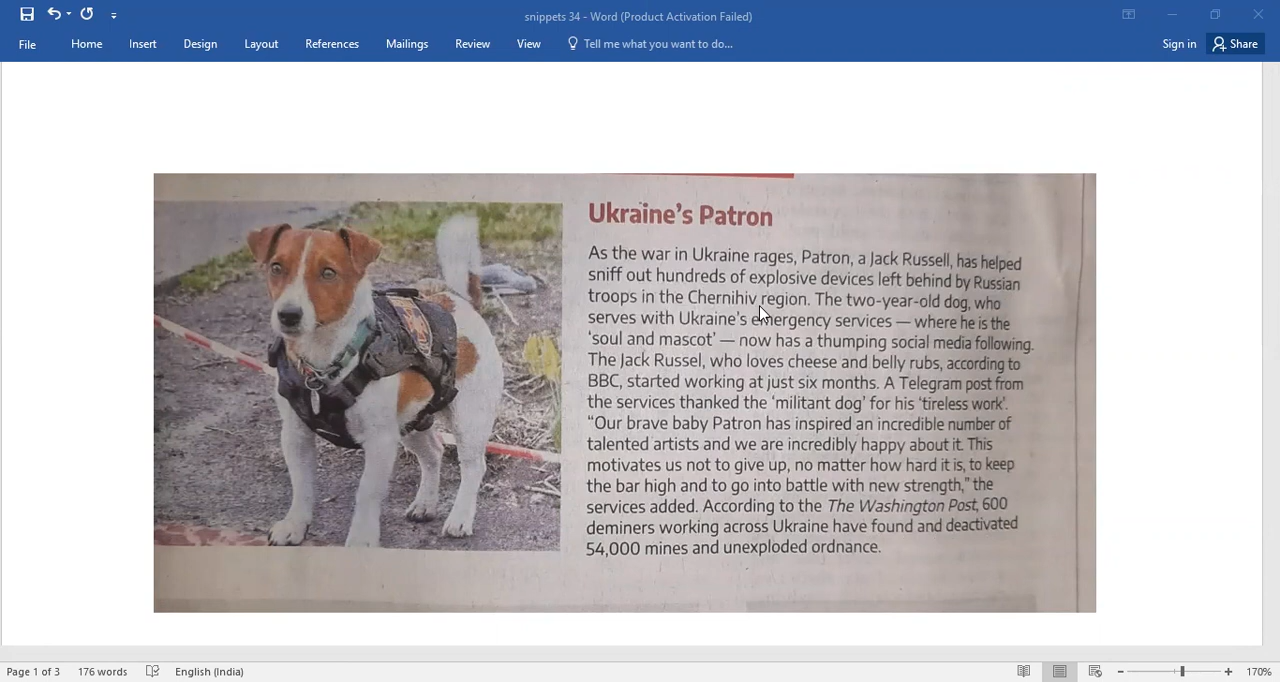 snippets 34 - Word (Product Activation Failed)
File Home Insert Design Layout References Mailings Review View Tell me what you want to do... Sign in Share
Ukraine's Patron
As the war in Ukraine rages, Patron, a Jack Russell, has helped
sniff out hundreds of explosive devices left behind by Russian
troops in the Chernihiv region. The two-year-old dog, who
serves with Ukraine's emergency services — where he is the
'soul and mascot' — now has a thumping social media following.
The Jack Russel, who loves cheese and belly rubs, according to
BBC, started working at just six months. A Telegram post from
the services thanked the 'militant dog' for his 'tireless work'.
"Our brave baby Patron has inspired an incredible number of
talented artists and we are incredibly happy about it. This
motivates us not to give up, no matter how hard it is, to keep
the bar high and to go into battle with new strength," the
services added. According to the The Washington Post, 600
deminers working across Ukraine have found and deactivated
54,000 mines and unexploded ordnance.
Page 1 of 3 176 words English (India) 170%